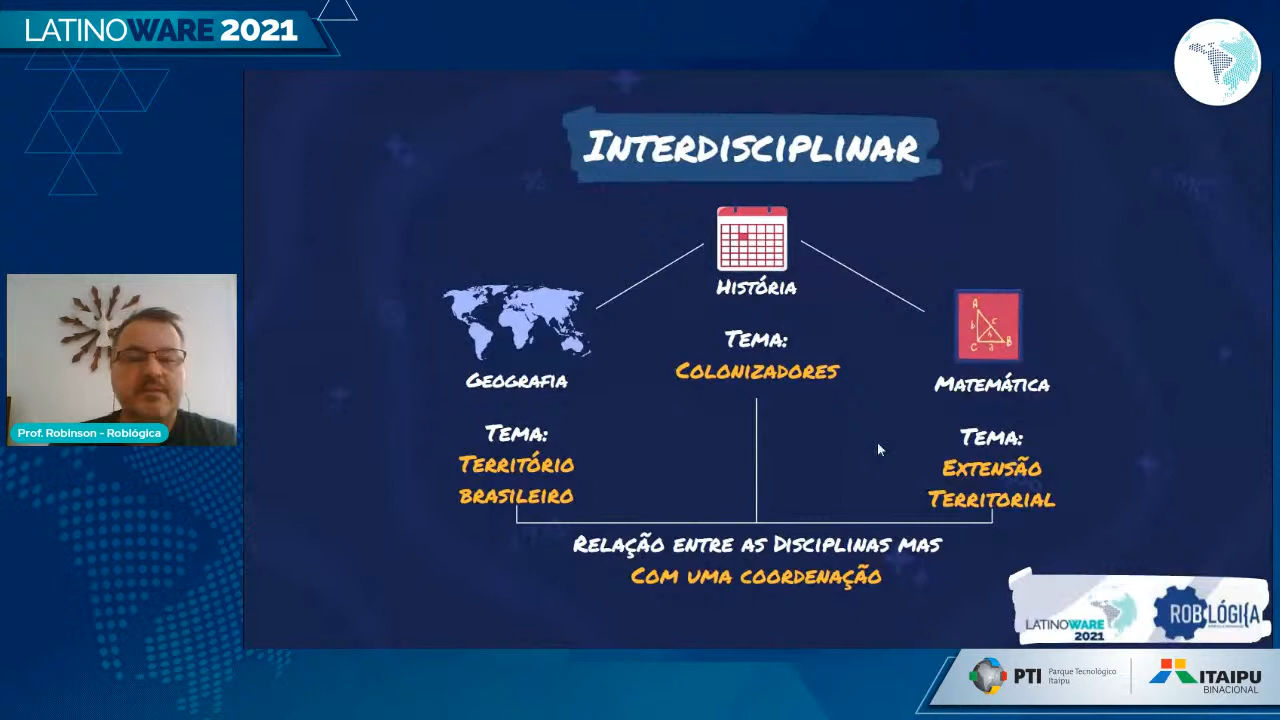 LATINOWARE 2021
INTERDISCIPLINAR
HISTÓRIA
TEMA:
COLONIZADORES
GEOGRAFIA
TEMA:
TERRITÓRIO
BRASILEIRO
MATEMÁTICA
TEMA:
EXTENSÃO
TERRITORIAL
RELAÇÃO ENTRE AS DISCIPLINAS MAS
COM UMA COORDENAÇÃO
Prof. Robinson - Roblógica
LATINOWARE
2021
ROBLÓGICA
PTI
Parque Tecnológico
Itaipu
ITAIPU
BINACIONAL